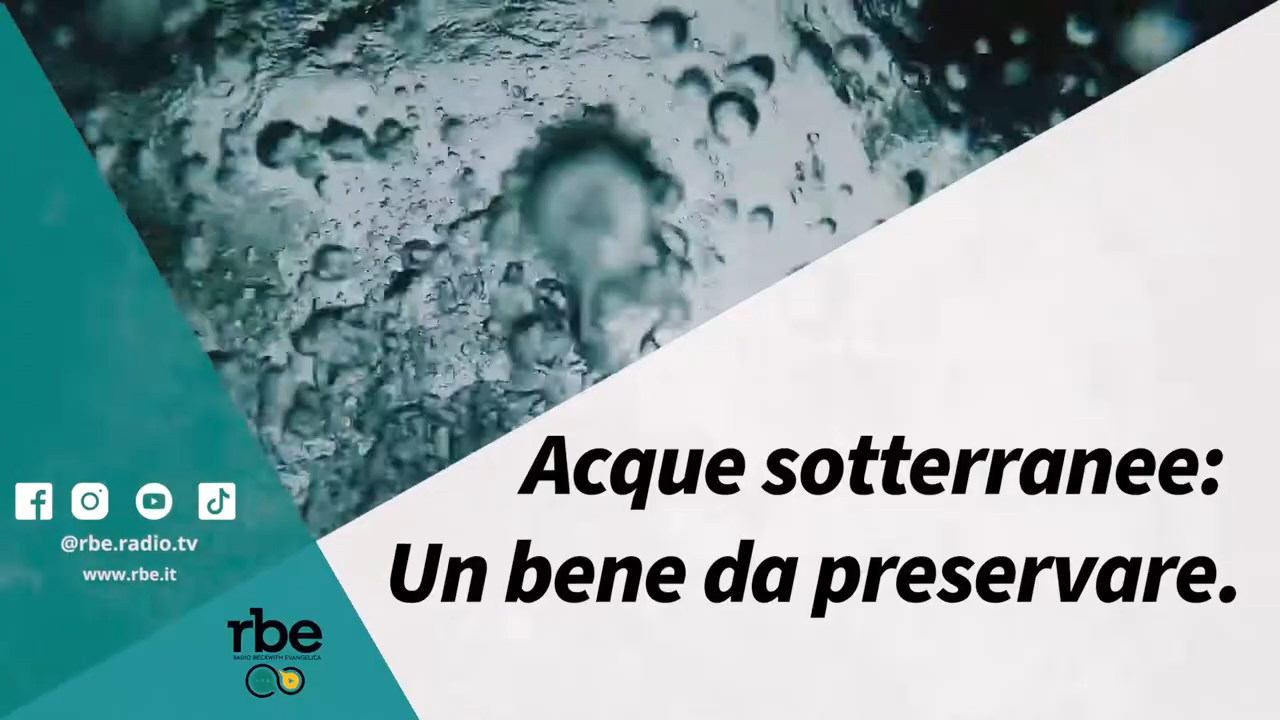 Acque sotterranee:
Un bene da preservare.
@rbe.radio.tv
www.rbe.it
rbe
RADIO BECKWITH EVANGELICA